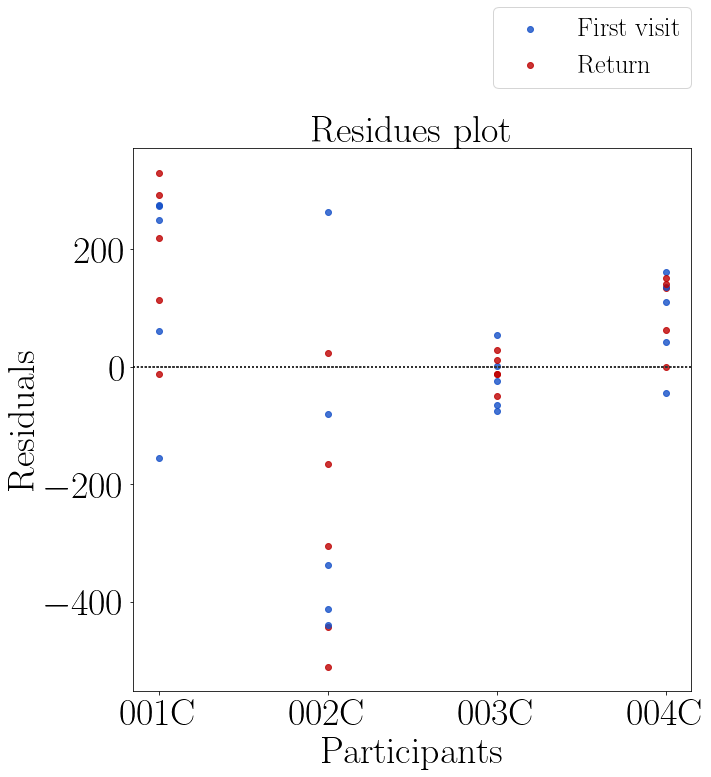 First visit
Return
Residues plot
200
0
−200
−400
Residuals
001C 002C 003C 004C
Participants